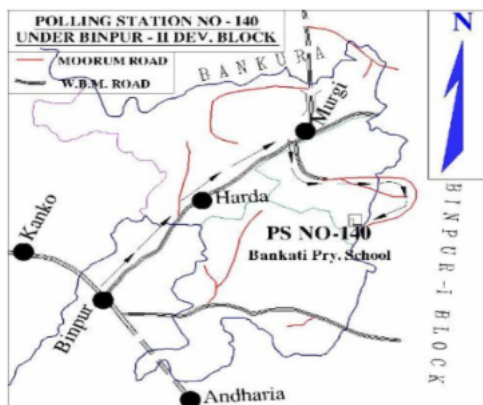 POLLING STATION NO - 140
UNDER BINPUR - II DEV. BLOCK
MOORUM ROAD
W.B.M. ROAD
N
BANKURA
Murgi
Harda
Kanko
PS NO-140
Bankati Pry. School
BINPUR-I BLOCK
Binpur
Andharia